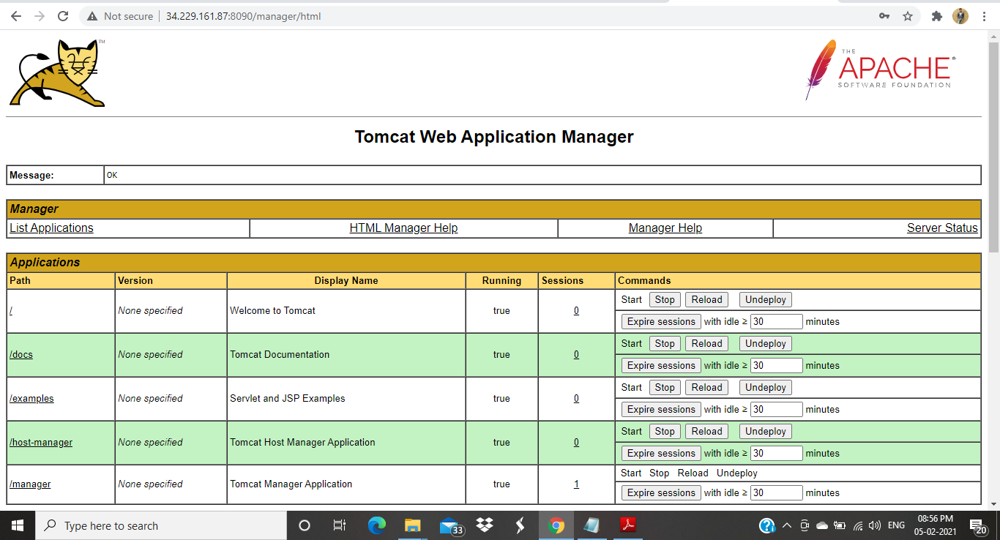 Not secure 34.229.161.87:8090/manager/html
TM
THE
APACHE®
SOFTWARE FOUNDATION
Tomcat Web Application Manager
Message: OK
Manager
List Applications HTML Manager Help Manager Help Server Status
Applications
Path Version Display Name Running Sessions Commands
/ None specified Welcome to Tomcat true 0 Start Stop Reload Undeploy
Expire sessions with idle ≥ 30 minutes
/docs None specified Tomcat Documentation true 0 Start Stop Reload Undeploy
Expire sessions with idle ≥ 30 minutes
/examples None specified Servlet and JSP Examples true 0 Start Stop Reload Undeploy
Expire sessions with idle ≥ 30 minutes
/host-manager None specified Tomcat Host Manager Application true 0 Start Stop Reload Undeploy
Expire sessions with idle ≥ 30 minutes
/manager None specified Tomcat Manager Application true 1 Start Stop Reload Undeploy
Expire sessions with idle ≥ 30 minutes
Type here to search 33 ENG 08:56 PM 20
05-02-2021